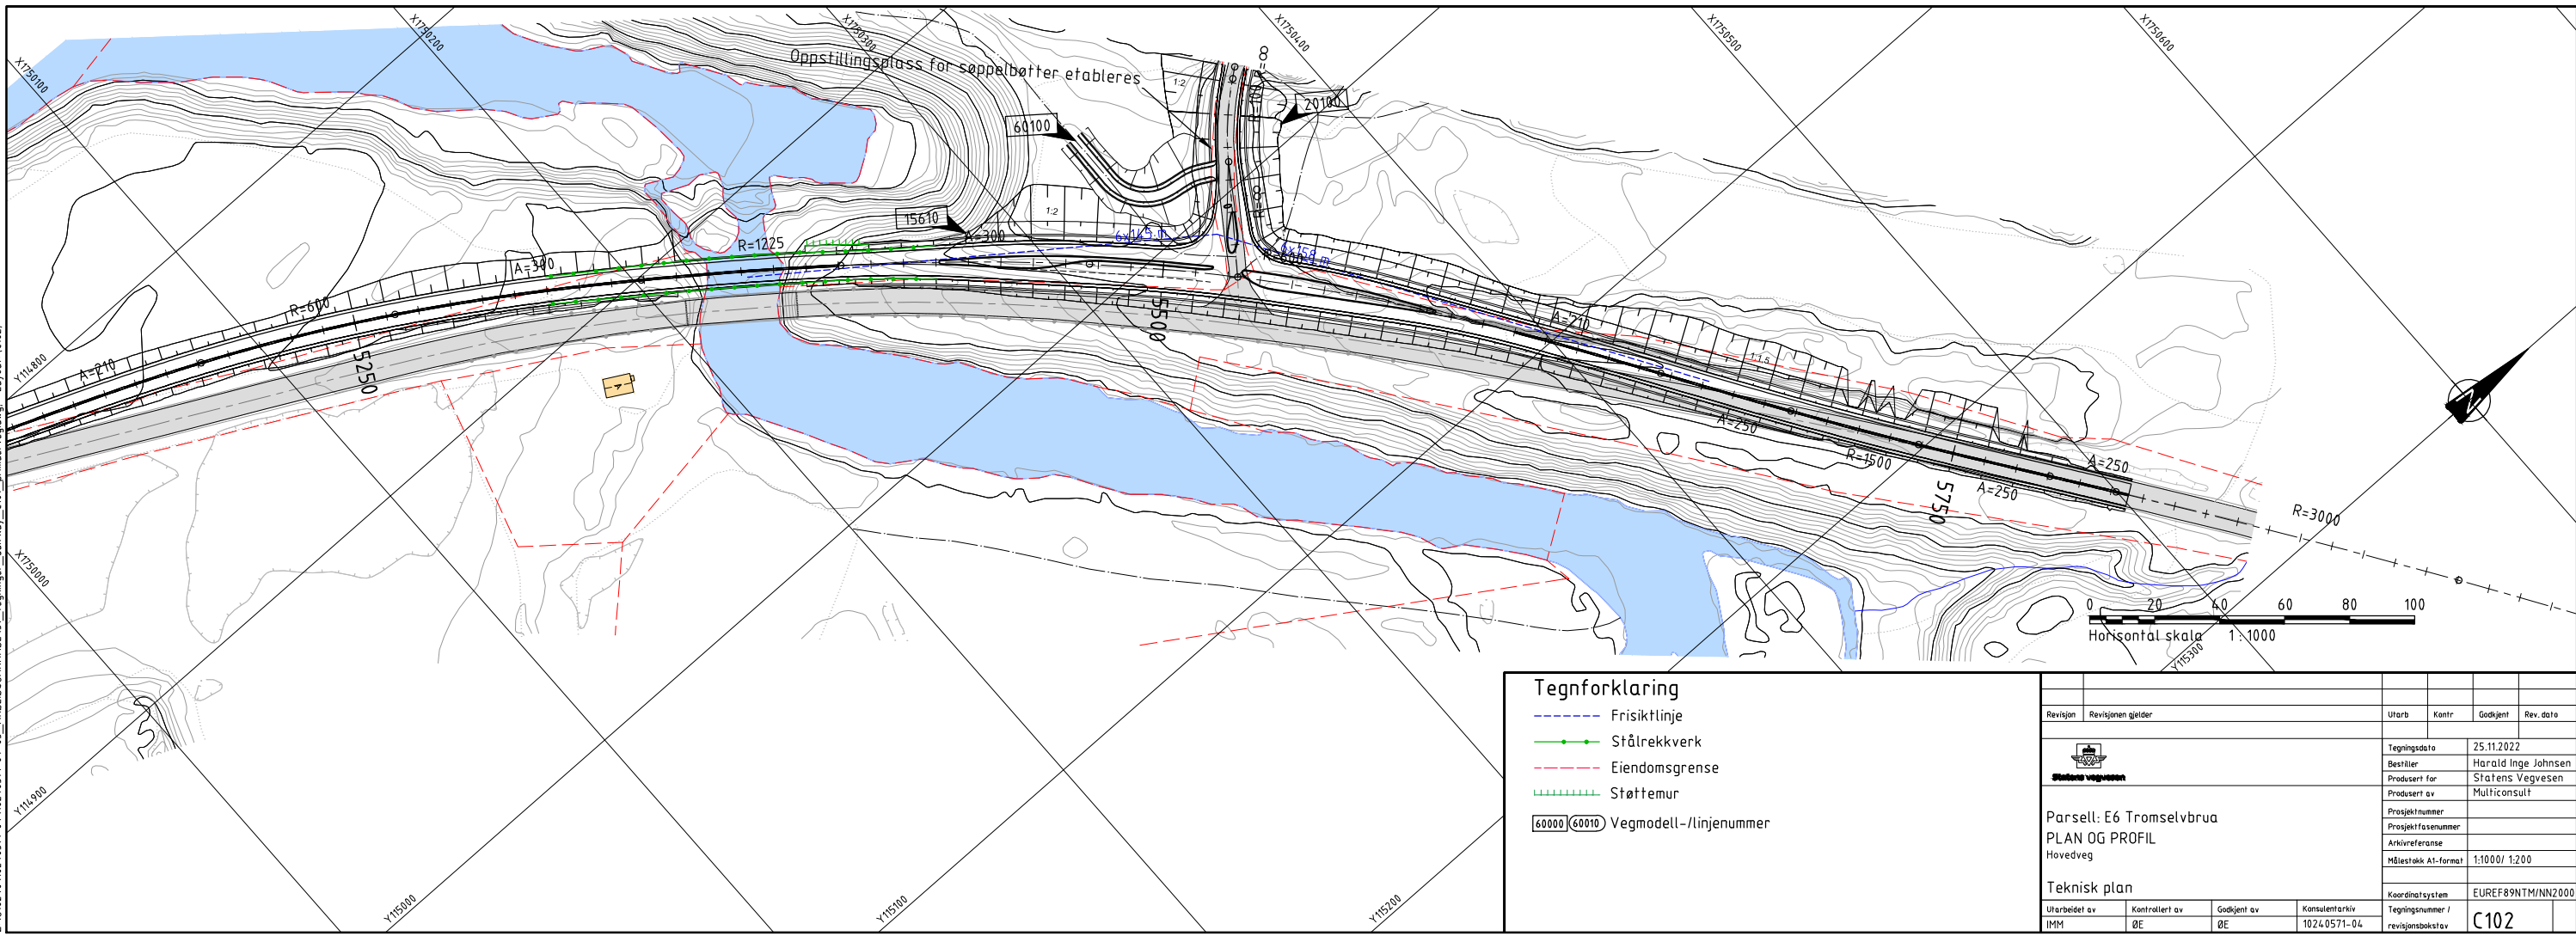 X1750100
X1750200
X1750300
X1750400
X1750500
X1750600
Oppstillingsplass for søppelbøtter etableres
1:2
R=∞
R=100
20100
60100
15610
1:2
A=300
R=1225
A=300
R=600
A=210
Y114800
5250
A
6x145 m
6x158 m
R=800
5500
A=210
1:1.5
A=250
R=1500
A=250
A=250
5750
R=3000
N
0 20 40 60 80 100
Horisontal skala 1:1000
X1750000
Y114900
Y115000
Y115100
Y115200
Y115300
Tegnforklaring
Frisiktlinje
Stålrekkverk
Eiendomsgrense
Støttemur
60000 60010 Vegmodell-/linjenummer
Revisjon Revisjonen gjelder Utarb Kontr Godkjent Rev. dato
Statens vegvesen
Tegningsdato 25.11.2022
Bestiller Harald Inge Johnsen
Produsert for Statens Vegvesen
Produsert av Multiconsult
Prosjektnummer
Prosjektfasenummer
Arkivreferanse
Målestokk A1-format 1:1000/ 1:200
Koordinatsystem EUREF89NTM/NN2000
Parsell: E6 Tromselvbrua
PLAN OG PROFIL
Hovedveg
Teknisk plan
Utarbeidet av Kontrollert av Godkjent av Konsulentarkiv
IMM ØE ØE 10240571-04
Tegningsnummer / revisjonsbokstav C102